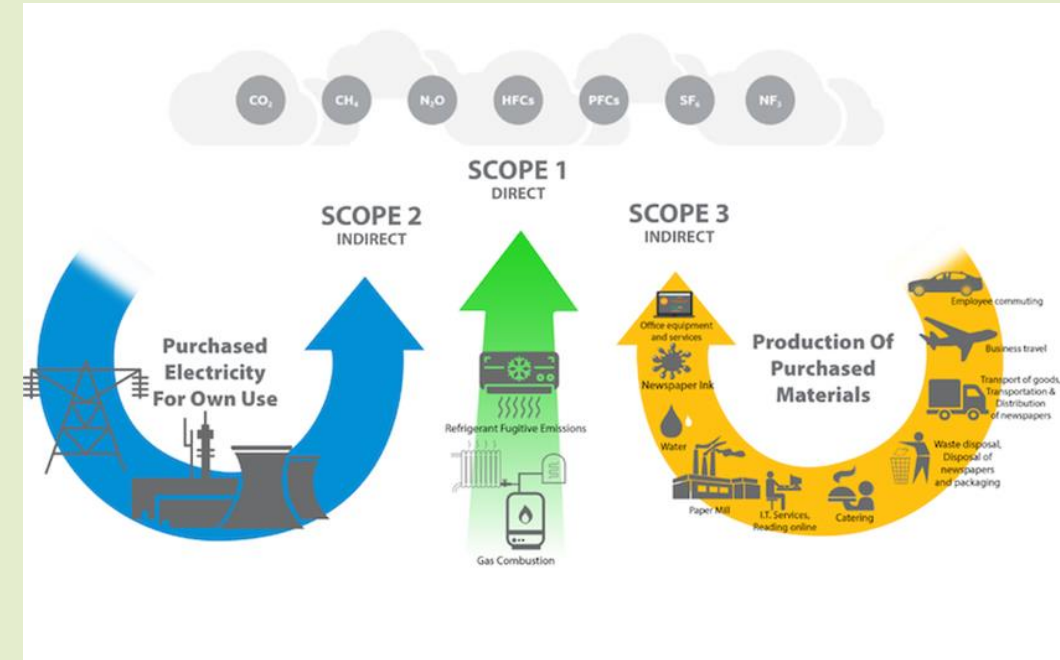 CO₂ CH₄ N₂O HFCs PFCs SF₆ NF₃
SCOPE 1
DIRECT
SCOPE 2
INDIRECT
SCOPE 3
INDIRECT
Purchased
Electricity
For Own Use
Refrigerant Fugitive Emissions
Gas Combustion
Production Of
Purchased
Materials
Office equipment
and services
Newspaper Ink
Water
Paper Mill
I.T. Services,
Reading online
Catering
Waste disposal,
Disposal of
newspapers
and packaging
Transport of goods,
Transportation &
Distribution
of newspapers
Business travel
Employee commuting